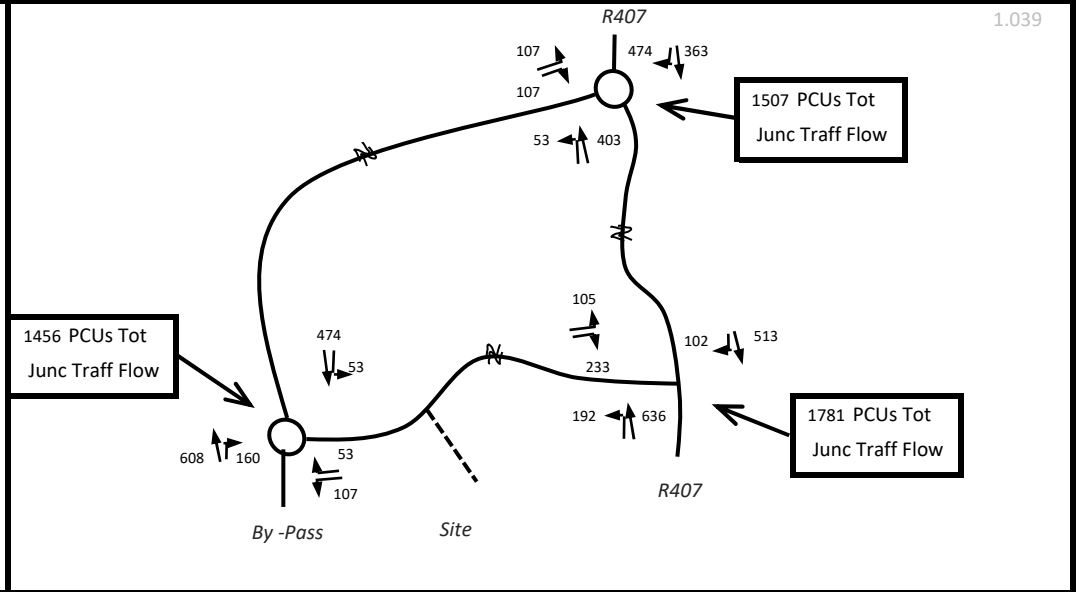 R407
1.039
107
474
363
1507 PCUs Tot
Junc Traff Flow
107
53
403
105
102
513
1456 PCUs Tot
Junc Traff Flow
474
53
233
192
636
1781 PCUs Tot
Junc Traff Flow
608
160
53
107
R407
By -Pass
Site